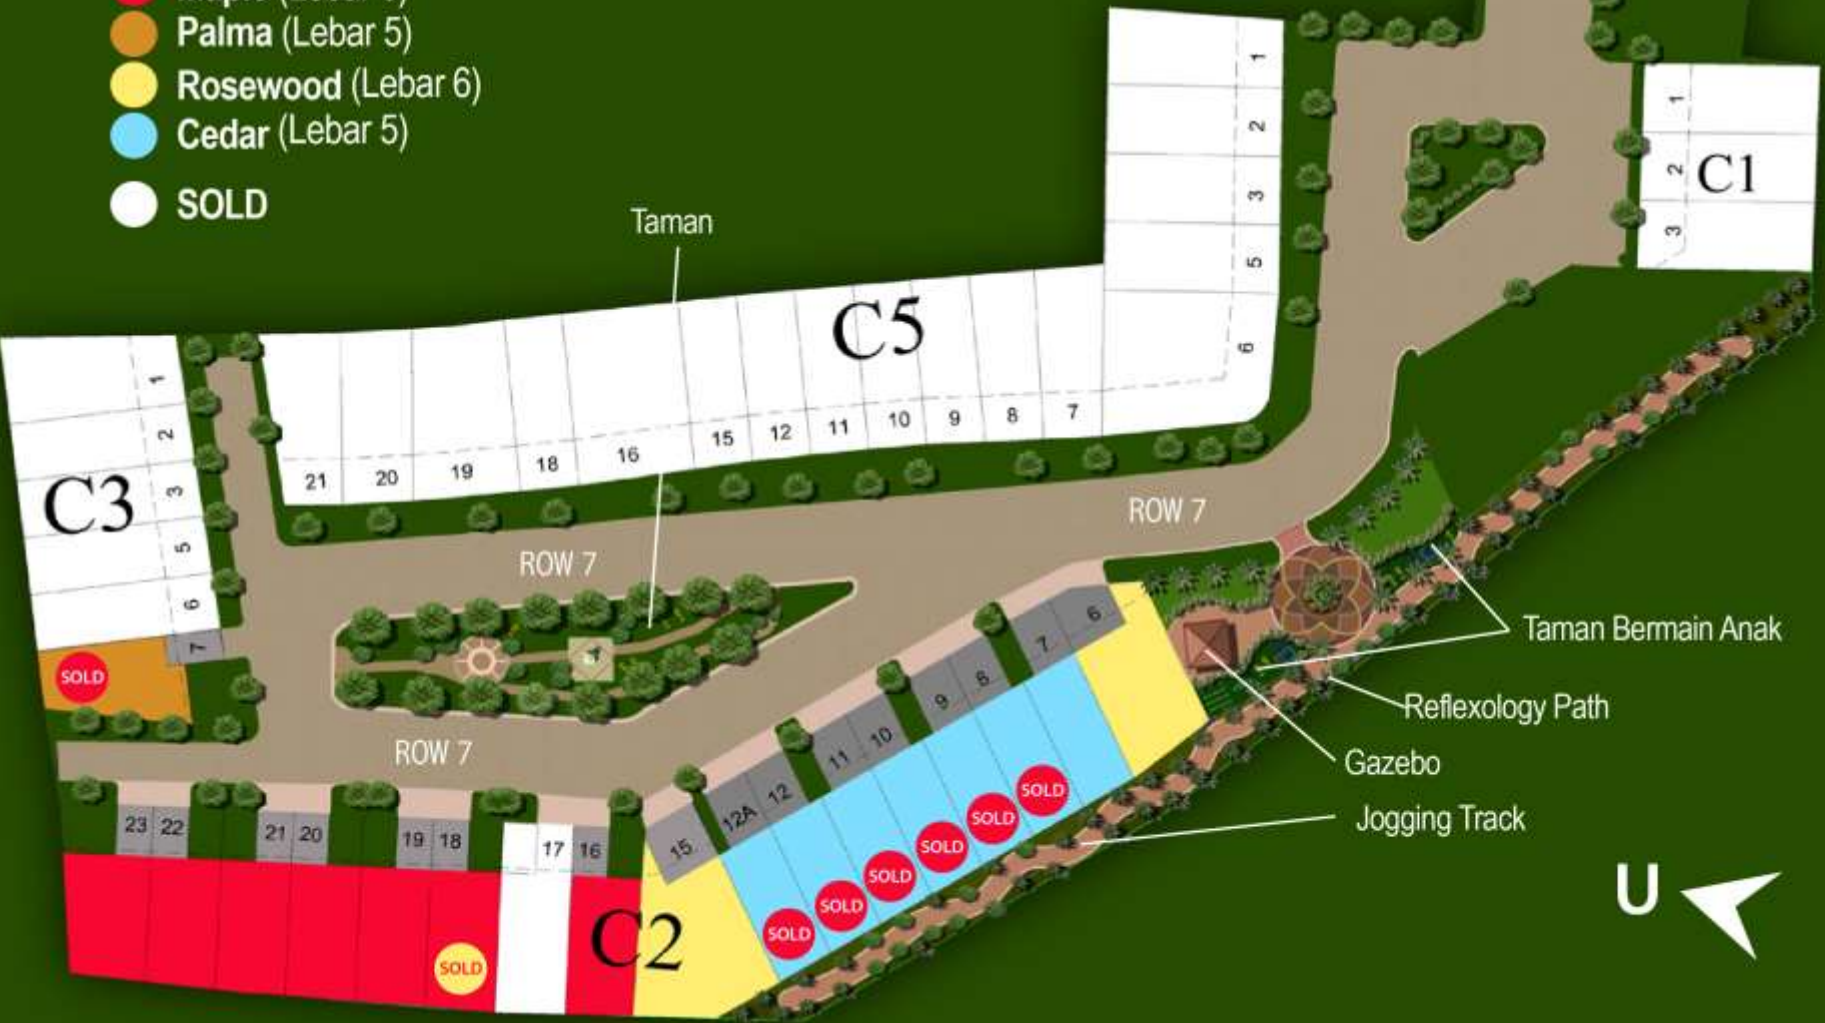 Maple (Lebar 6)
Palma (Lebar 5)
Rosewood (Lebar 6)
Cedar (Lebar 5)
SOLD
Taman
1
2
3
5
6
C1
1
2
3
C5
21
20
19
18
16
15
12
11
10
9
8
7
C3
1
2
3
5
6
7
SOLD
ROW 7
ROW 7
ROW 7
Taman Bermain Anak
Reflexology Path
Gazebo
Jogging Track
6
7
8
9
10
11
12
12A
15
23
22
21
20
19
18
17
16
C2
SOLD
SOLD
SOLD
SOLD
SOLD
SOLD
SOLD
U